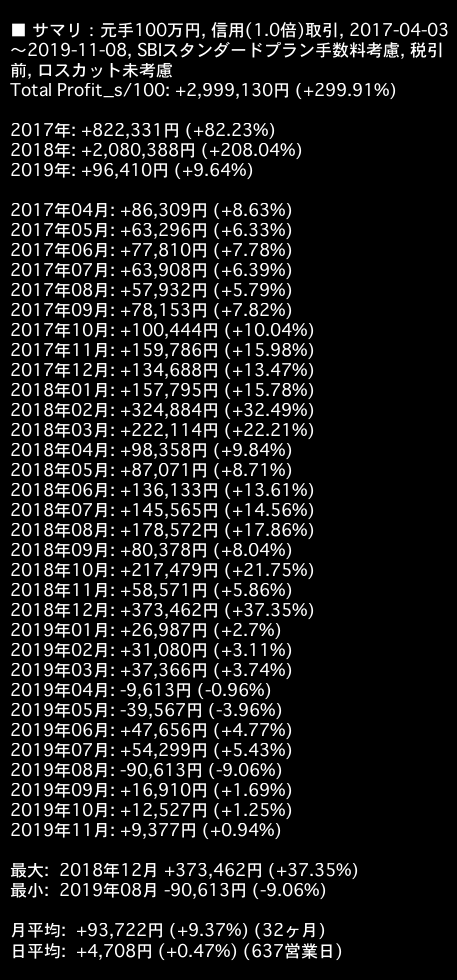 ■ サマリ：元手100万円, 信用(1.0倍)取引, 2017-04-03
～2019-11-08, SBIスタンダードプラン手数料考慮, 税引
前, ロスカット未考慮
Total Profit_s/100: +2,999,130円 (+299.91%)
2017年: +822,331円 (+82.23%)
2018年: +2,080,388円 (+208.04%)
2019年: +96,410円 (+9.64%)
2017年04月: +86,309円 (+8.63%)
2017年05月: +63,296円 (+6.33%)
2017年06月: +77,810円 (+7.78%)
2017年07月: +63,908円 (+6.39%)
2017年08月: +57,932円 (+5.79%)
2017年09月: +78,153円 (+7.82%)
2017年10月: +100,444円 (+10.04%)
2017年11月: +159,786円 (+15.98%)
2017年12月: +134,688円 (+13.47%)
2018年01月: +157,795円 (+15.78%)
2018年02月: +324,884円 (+32.49%)
2018年03月: +222,114円 (+22.21%)
2018年04月: +98,358円 (+9.84%)
2018年05月: +87,071円 (+8.71%)
2018年06月: +136,133円 (+13.61%)
2018年07月: +145,565円 (+14.56%)
2018年08月: +178,572円 (+17.86%)
2018年09月: +80,378円 (+8.04%)
2018年10月: +217,479円 (+21.75%)
2018年11月: +58,571円 (+5.86%)
2018年12月: +373,462円 (+37.35%)
2019年01月: +26,987円 (+2.7%)
2019年02月: +31,080円 (+3.11%)
2019年03月: +37,366円 (+3.74%)
2019年04月: -9,613円 (-0.96%)
2019年05月: -39,567円 (-3.96%)
2019年06月: +47,656円 (+4.77%)
2019年07月: +54,299円 (+5.43%)
2019年08月: -90,613円 (-9.06%)
2019年09月: +16,910円 (+1.69%)
2019年10月: +12,527円 (+1.25%)
2019年11月: +9,377円 (+0.94%)
最大: 2018年12月 +373,462円 (+37.35%)
最小: 2019年08月 -90,613円 (-9.06%)
月平均: +93,722円 (+9.37%) (32ヶ月)
日平均: +4,708円 (+0.47%) (637営業日)